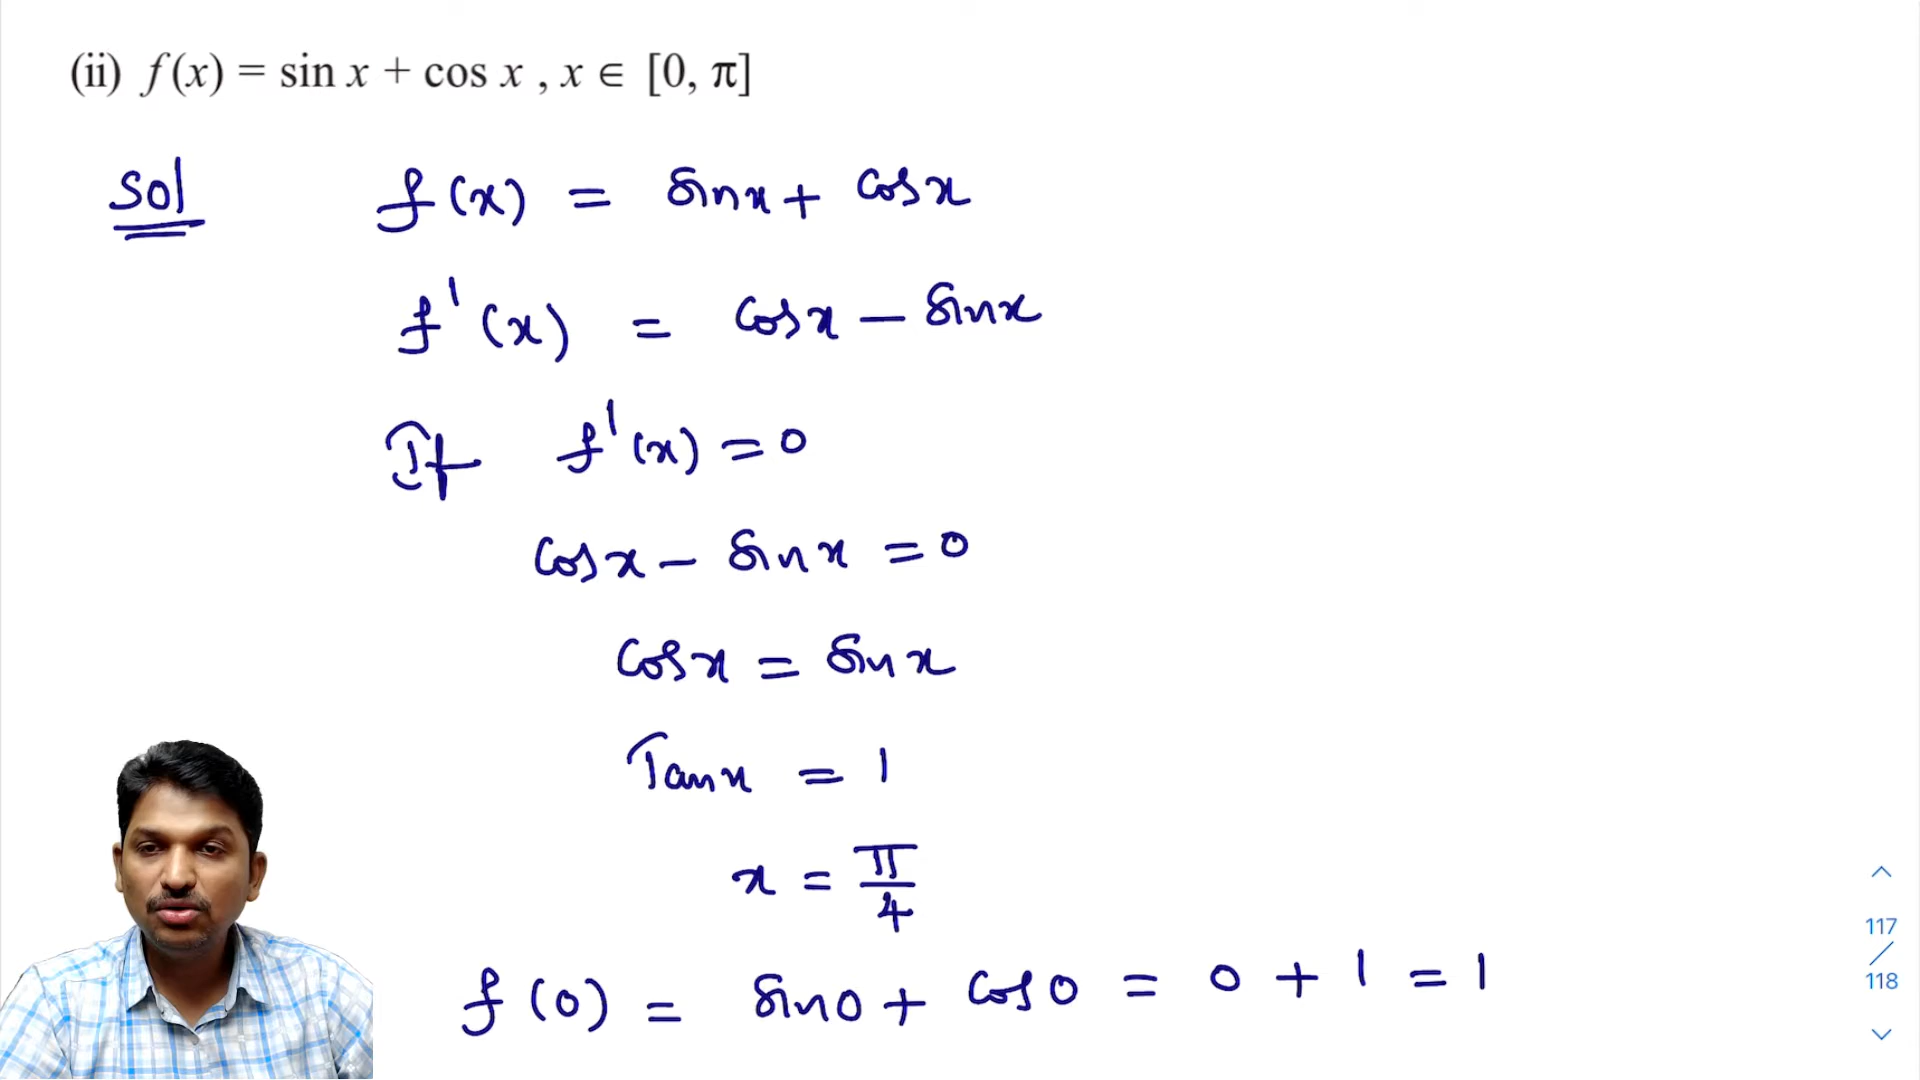 (ii) f(x) = sin x + cos x , x ∈ [0, π]
Sol f(x) = Sinx + Cosx
f'(x) = Cosx – Sinx
If f'(x) = 0
Cosx – Sinx = 0
Cosx = Sinx
Tanx = 1
x = π/4
f(0) = Sin0 + Cos0 = 0 + 1 = 1
117
/
118